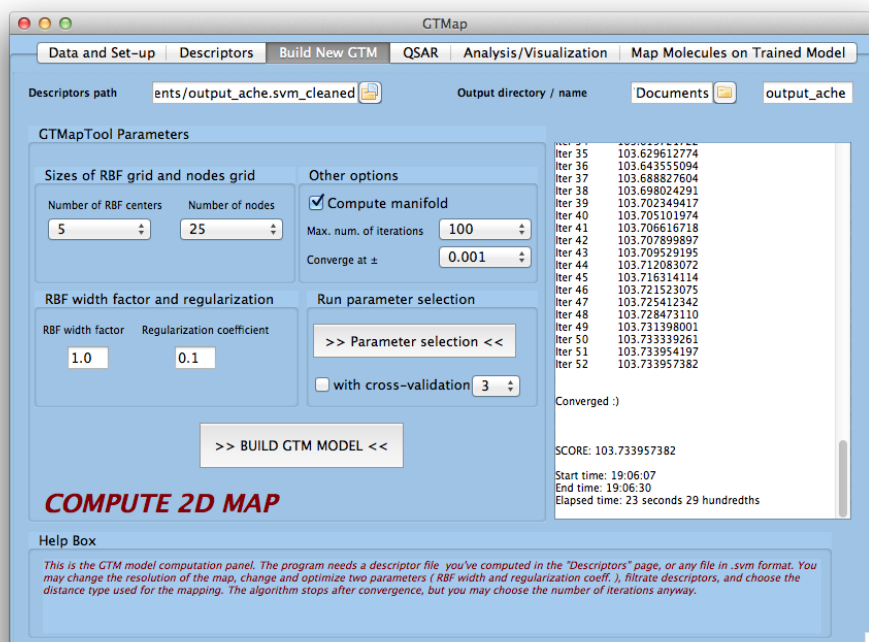 GTMap
Data and Set-up Descriptors Build New GTM QSAR Analysis/Visualization Map Molecules on Trained Model
Descriptors path ents/output_ache.svm_cleaned Output directory / name 'Documents output_ache
GTMapTool Parameters
Sizes of RBF grid and nodes grid
Number of RBF centers Number of nodes
5 25
Other options
Compute manifold
Max. num. of iterations 100
Converge at ± 0.001
RBF width factor and regularization
RBF width factor Regularization coefficient
1.0 0.1
Run parameter selection
>> Parameter selection <<
with cross-validation 3
>> BUILD GTM MODEL <<
COMPUTE 2D MAP
Iter 35 103.629612774
Iter 36 103.643555094
Iter 37 103.688827604
Iter 38 103.698024291
Iter 39 103.702349417
Iter 40 103.705101974
Iter 41 103.706616718
Iter 42 103.707899897
Iter 43 103.709529195
Iter 44 103.712083072
Iter 45 103.716314114
Iter 46 103.721523075
Iter 47 103.725412342
Iter 48 103.728473110
Iter 49 103.731398001
Iter 50 103.733339261
Iter 51 103.733954197
Iter 52 103.733957382
Converged :)
SCORE: 103.733957382
Start time: 19:06:07
End time: 19:06:30
Elapsed time: 23 seconds 29 hundredths
Help Box
This is the GTM model computation panel. The program needs a descriptor file you've computed in the "Descriptors" page, or any file in .svm format. You
may change the resolution of the map, change and optimize two parameters ( RBF width and regularization coeff. ), filtrate descriptors, and choose the
distance type used for the mapping. The algorithm stops after convergence, but you may choose the number of iterations anyway.